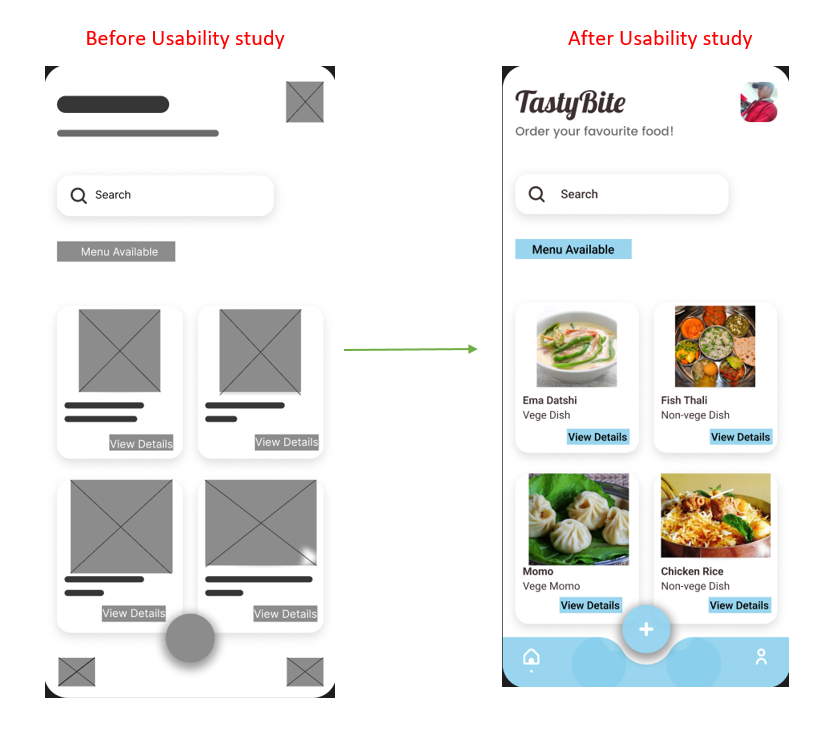 Before Usability study
After Usability study
Search
Menu Available
View Details
View Details
View Details
View Details
TastyBite
Order your favourite food!
Search
Menu Available
Ema Datshi
Vege Dish
View Details
Fish Thali
Non-vege Dish
View Details
Momo
Vege Momo
View Details
Chicken Rice
Non-vege Dish
View Details